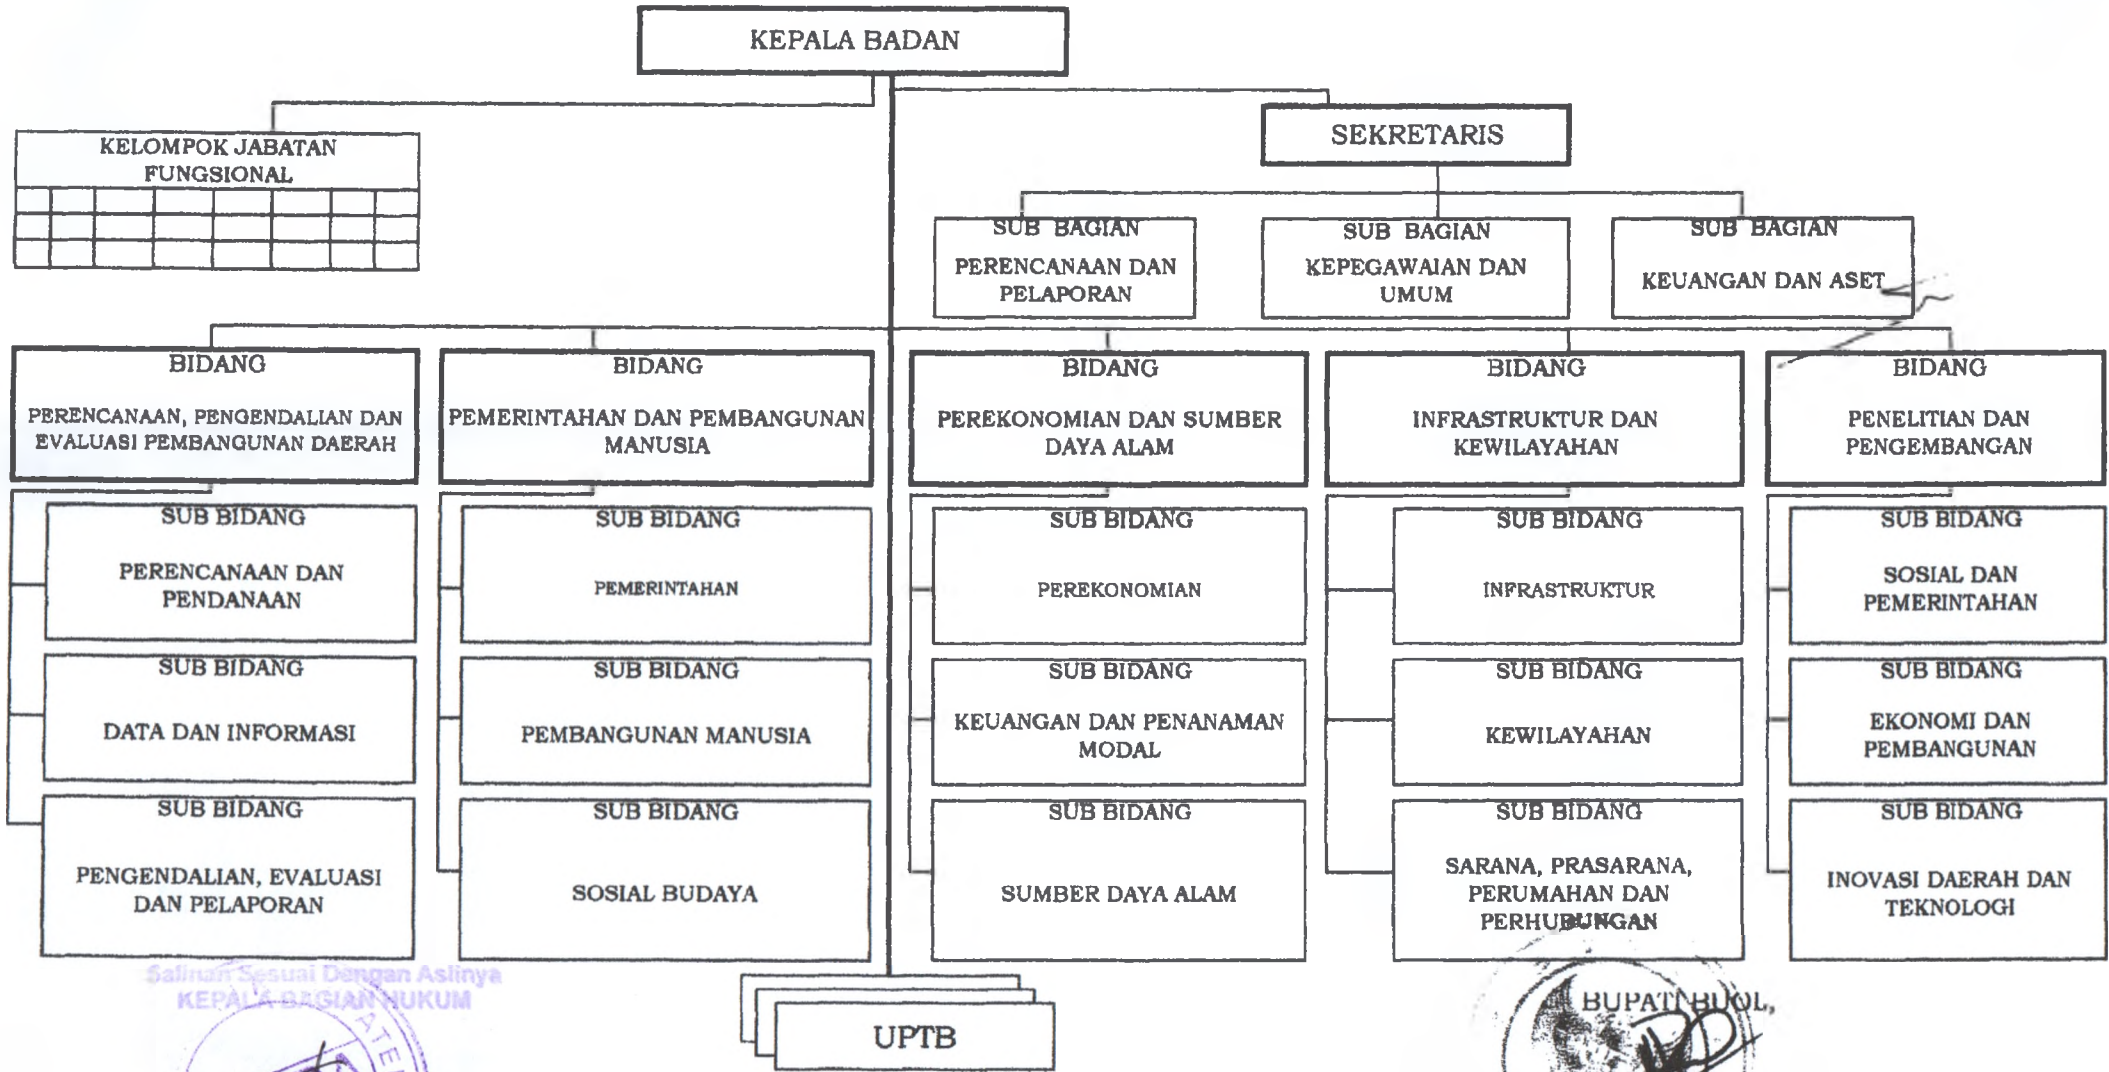 KEPALA BADAN
SEKRETARIS
KELOMPOK JABATAN
FUNGSIONAL
SUB BAGIAN
PERENCANAAN DAN
PELAPORAN
SUB BAGIAN
KEPEGAWAIAN DAN
UMUM
SUB BAGIAN
KEUANGAN DAN ASET
BIDANG
PERENCANAAN, PENGENDALIAN DAN
EVALUASI PEMBANGUNAN DAERAH
BIDANG
PEMERINTAHAN DAN PEMBANGUNAN
MANUSIA
BIDANG
PEREKONOMIAN DAN SUMBER
DAYA ALAM
BIDANG
INFRASTRUKTUR DAN
KEWILAYAHAN
BIDANG
PENELITIAN DAN
PENGEMBANGAN
SUB BIDANG
PERENCANAAN DAN
PENDANAAN
SUB BIDANG
PEMERINTAHAN
SUB BIDANG
PEREKONOMIAN
SUB BIDANG
INFRASTRUKTUR
SUB BIDANG
SOSIAL DAN
PEMERINTAHAN
SUB BIDANG
DATA DAN INFORMASI
SUB BIDANG
PEMBANGUNAN MANUSIA
SUB BIDANG
KEUANGAN DAN PENANAMAN
MODAL
SUB BIDANG
KEWILAYAHAN
SUB BIDANG
EKONOMI DAN
PEMBANGUNAN
SUB BIDANG
PENGENDALIAN, EVALUASI
DAN PELAPORAN
SUB BIDANG
SOSIAL BUDAYA
SUB BIDANG
SUMBER DAYA ALAM
SUB BIDANG
SARANA, PRASARANA,
PERUMAHAN DAN
PERHUBUNGAN
SUB BIDANG
INOVASI DAERAH DAN
TEKNOLOGI
Salinan Sesuai Dengan Aslinya
KEPALA BAGIAN HUKUM
UPTB
BUPATI BUOL,